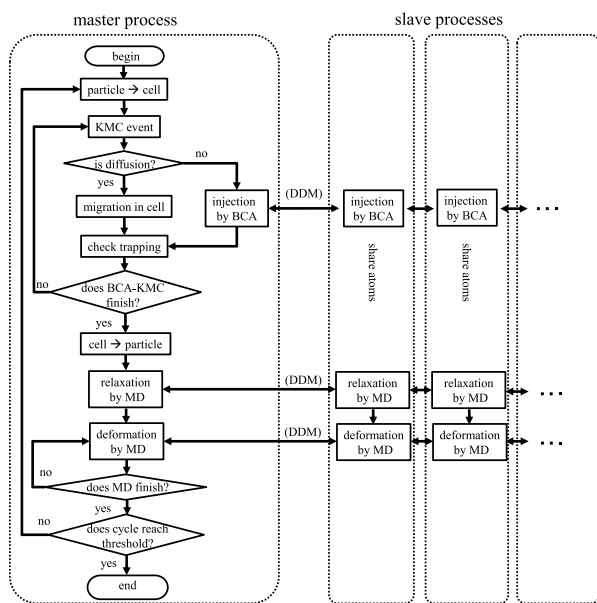 master process
slave processes
begin
particle → cell
KMC event
is diffusion?
no
yes
migration in cell
injection
by BCA
(DDM)
injection
by BCA
injection
by BCA
...
check trapping
share atoms
share atoms
does BCA-KMC
finish?
no
yes
cell → particle
relaxation
by MD
(DDM)
relaxation
by MD
relaxation
by MD
...
deformation
by MD
(DDM)
deformation
by MD
deformation
by MD
...
no
does MD finish?
yes
no
does cycle reach
threshold?
yes
end